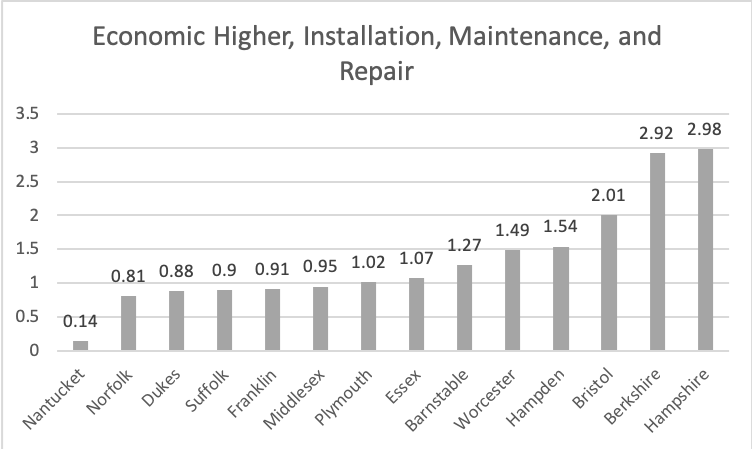 Economic Higher, Installation, Maintenance, and
Repair
3.5
3
2.5
2
1.5
1
0.5
0
0.14
0.81
0.88
0.9
0.91
0.95
1.02
1.07
1.27
1.49
1.54
2.01
2.92
2.98
Nantucket
Norfolk
Dukes
Suffolk
Franklin
Middlesex
Plymouth
Essex
Barnstable
Worcester
Hampden
Bristol
Berkshire
Hampshire